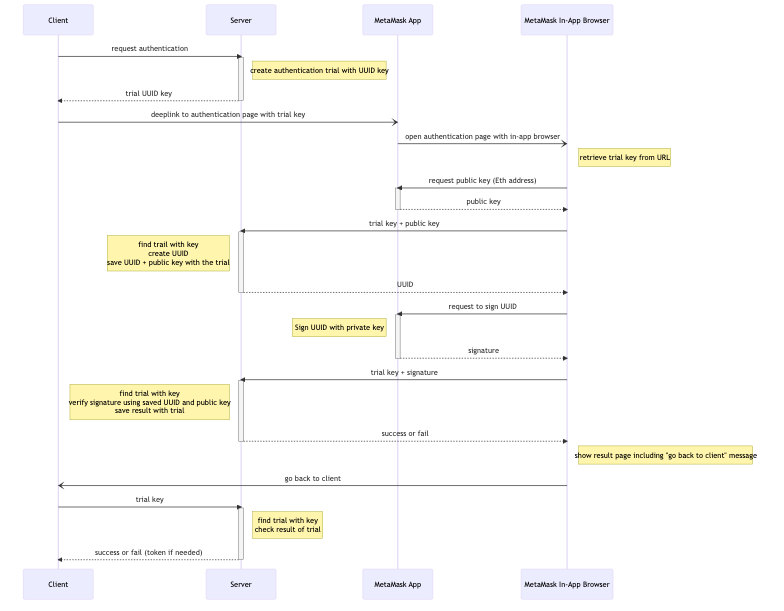 Client
Server
MetaMask App
MetaMask In-App Browser
request authentication
create authentication trial with UUID key
trial UUID key
deeplink to authentication page with trial key
open authentication page with in-app browser
retrieve trial key from URL
request public key (Eth address)
public key
trial key + public key
find trail with key
create UUID
save UUID + public key with the trial
UUID
request to sign UUID
Sign UUID with private key
signature
trial key + signature
find trial with key
verify signature using saved UUID and public key
save result with trial
success or fail
show result page including "go back to client" message
go back to client
trial key
find trial with key
check result of trial
success or fail (token if needed)
Client
Server
MetaMask App
MetaMask In-App Browser